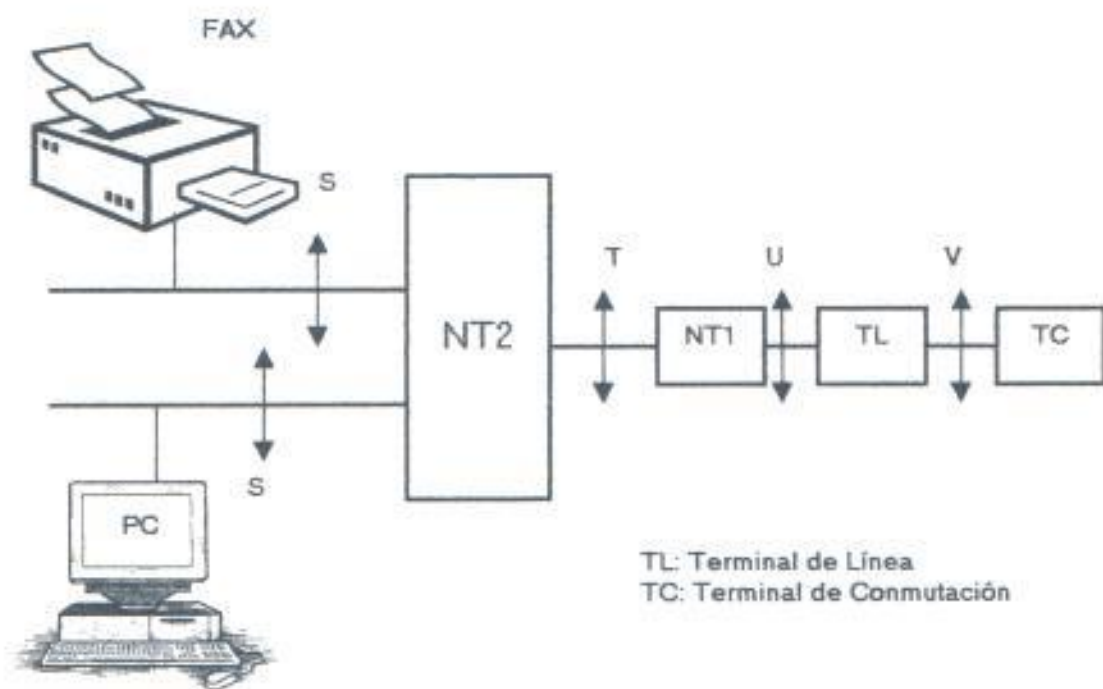 FAX
S
T
U
V
NT2
NT1
TL
TC
S
PC
TL: Terminal de Línea
TC: Terminal de Conmutación